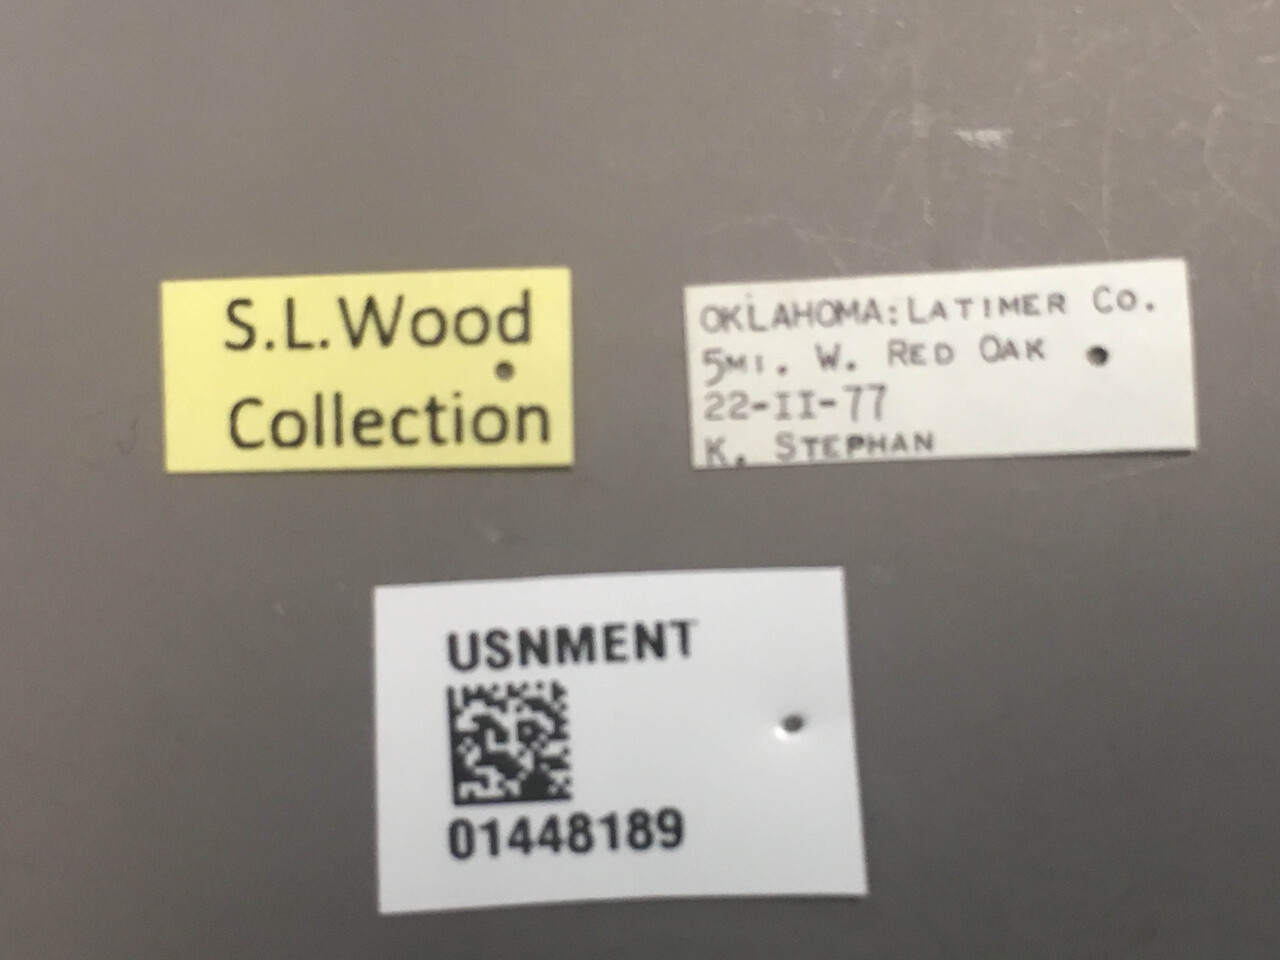 S.L.Wood
Collection
OKLAHOMA: LATIMER Co.
5MI. W. RED OAK
22-II-77
K. STEPHAN
USNMENT
01448189